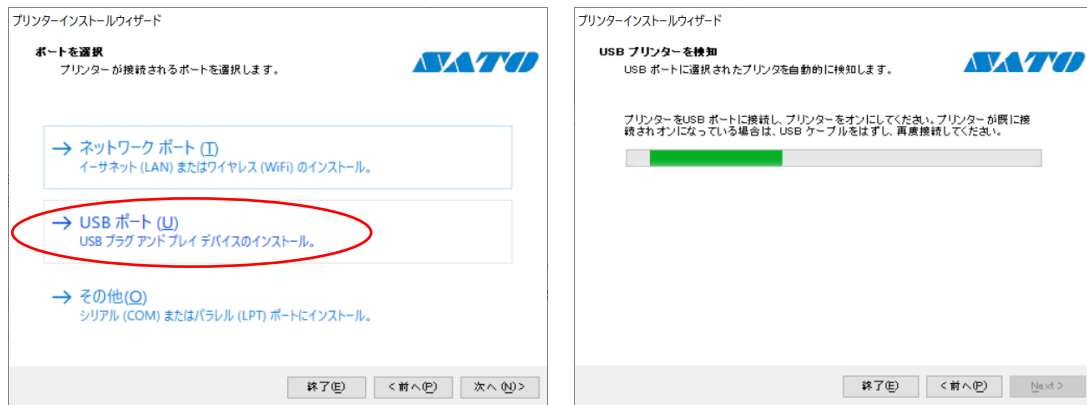 プリンターインストールウィザード
ポートを選択
プリンターが接続されるポートを選択します。
SATO
→ ネットワーク ポート (T)
イーサネット (LAN) またはワイヤレス (WiFi) のインストール。
→ USB ポート (U)
USB プラグ アンド プレイ デバイスのインストール。
→ その他(O)
シリアル (COM) またはパラレル (LPT) ポートにインストール。
終了(E)
<前へ(P)
次へ (N)>
プリンターインストールウィザード
USB プリンターを検知
USB ポートに選択されたプリンタを自動的に検知します。
SATO
プリンターをUSB ポートに接続し、プリンターをオンにしてください。プリンターが既に接
続されオンになっている場合は、USB ケーブルをはずし、再度接続してください。
終了(E)
<前へ(P)
Next >